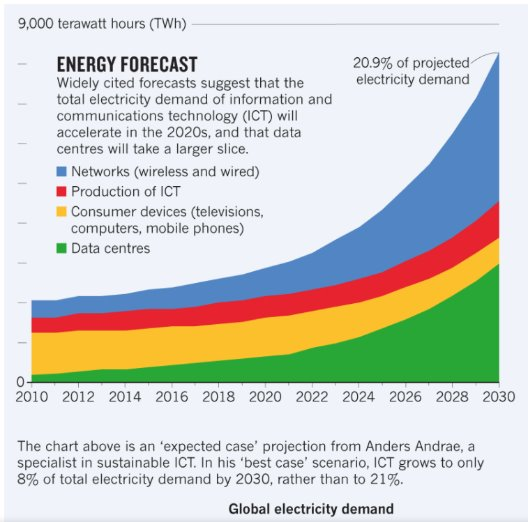 9,000 terawatt hours (TWh)
ENERGY FORECAST
Widely cited forecasts suggest that the
total electricity demand of information and
communications technology (ICT) will
accelerate in the 2020s, and that data
centres will take a larger slice.
20.9% of projected
electricity demand
Networks (wireless and wired)
Production of ICT
Consumer devices (televisions,
computers, mobile phones)
Data centres
0
2010 2012 2014 2016 2018 2020 2022 2024 2026 2028 2030
The chart above is an ‘expected case’ projection from Anders Andrae, a
specialist in sustainable ICT. In his ‘best case’ scenario, ICT grows to only
8% of total electricity demand by 2030, rather than to 21%.
Global electricity demand